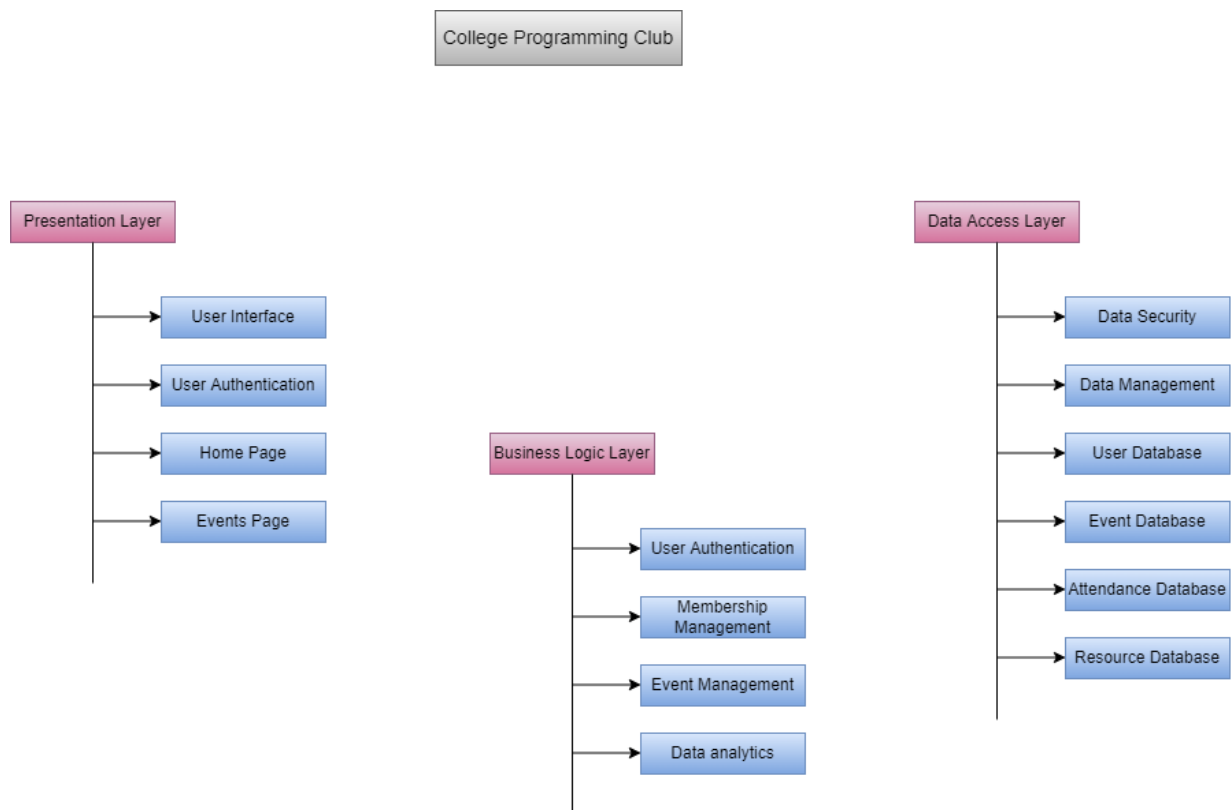 College Programming Club
Presentation Layer
User Interface
User Authentication
Home Page
Events Page
Business Logic Layer
User Authentication
Membership
Management
Event Management
Data analytics
Data Access Layer
Data Security
Data Management
User Database
Event Database
Attendance Database
Resource Database